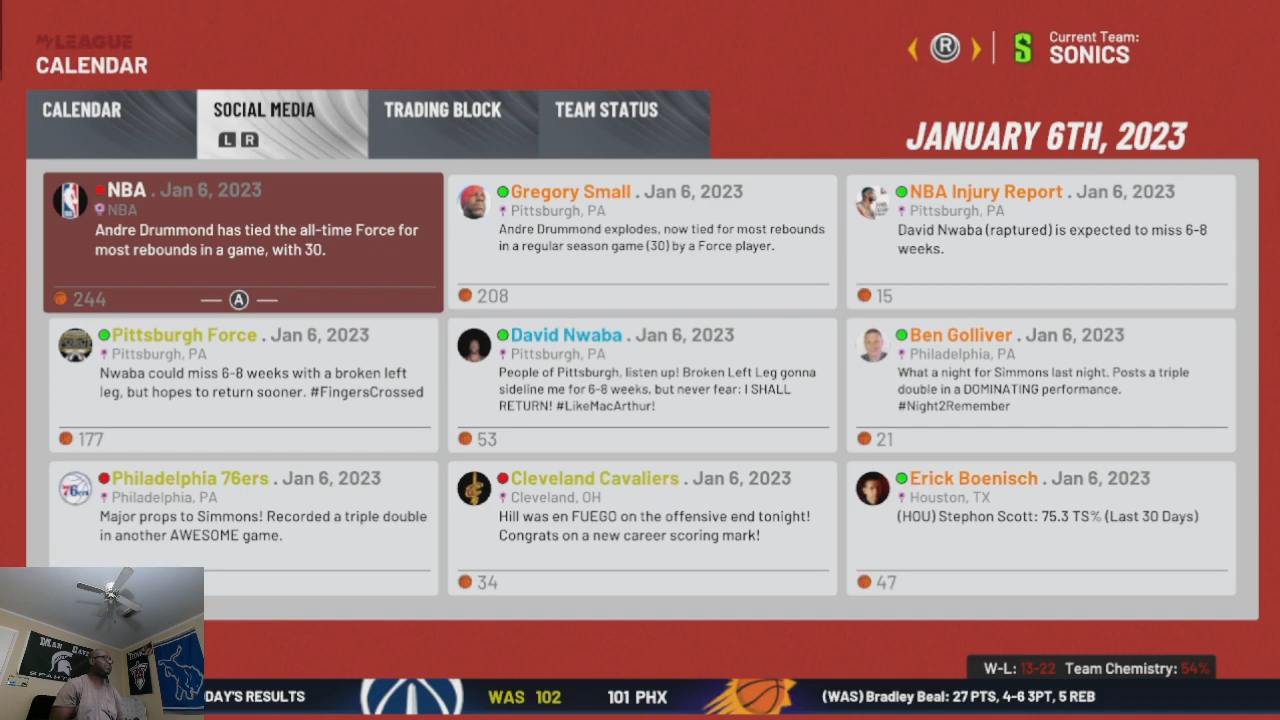 MyLEAGUE
CALENDAR
R
Current Team:
SONICS
CALENDAR
SOCIAL MEDIA
L R
TRADING BLOCK
TEAM STATUS
JANUARY 6TH, 2023
NBA . Jan 6, 2023
NBA
Andre Drummond has tied the all-time Force for
most rebounds in a game, with 30.
244
A
Gregory Small . Jan 6, 2023
Pittsburgh, PA
Andre Drummond explodes, now tied for most rebounds
in a regular season game (30) by a Force player.
208
NBA Injury Report . Jan 6, 2023
Pittsburgh, PA
David Nwaba (raptured) is expected to miss 6-8
weeks.
15
Pittsburgh Force . Jan 6, 2023
Pittsburgh, PA
Nwaba could miss 6-8 weeks with a broken left
leg, but hopes to return sooner. #FingersCrossed
177
David Nwaba . Jan 6, 2023
Pittsburgh, PA
People of Pittsburgh, listen up! Broken Left Leg gonna
sideline me for 6-8 weeks, but never fear: I SHALL
RETURN! #LikeMacArthur!
53
Ben Golliver . Jan 6, 2023
Philadelphia, PA
What a night for Simmons last night. Posts a triple
double in a DOMINATING performance.
#Night2Remember
21
76ers
Philadelphia 76ers . Jan 6, 2023
Philadelphia, PA
Major props to Simmons! Recorded a triple double
in another AWESOME game.
Cleveland Cavaliers . Jan 6, 2023
Cleveland, OH
Hill was en FUEGO on the offensive end tonight!
Congrats on a new career scoring mark!
34
Erick Boenisch . Jan 6, 2023
Houston, TX
(HOU) Stephon Scott: 75.3 TS% (Last 30 Days)
47
MAN CAVE
W-L: 13-22 Team Chemistry: 54%
DAY'S RESULTS
WAS 102
101 PHX
(WAS) Bradley Beal: 27 PTS, 4-6 3PT, 5 REB